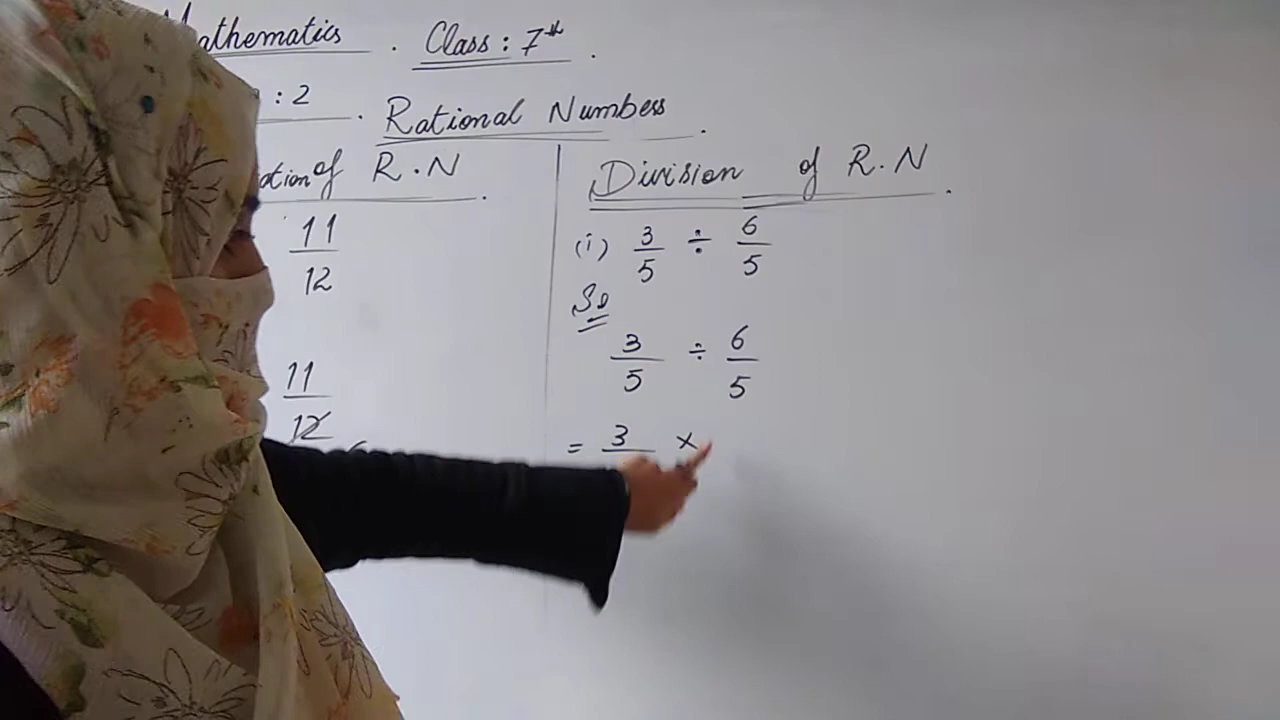 Mathematics . Class : 7th .
: 2 . Rational Numbers .
of R.N .
11
12
11
12
Division of R.N .
(i) 3/5 ÷ 6/5
So
3/5 ÷ 6/5
= 3 ×